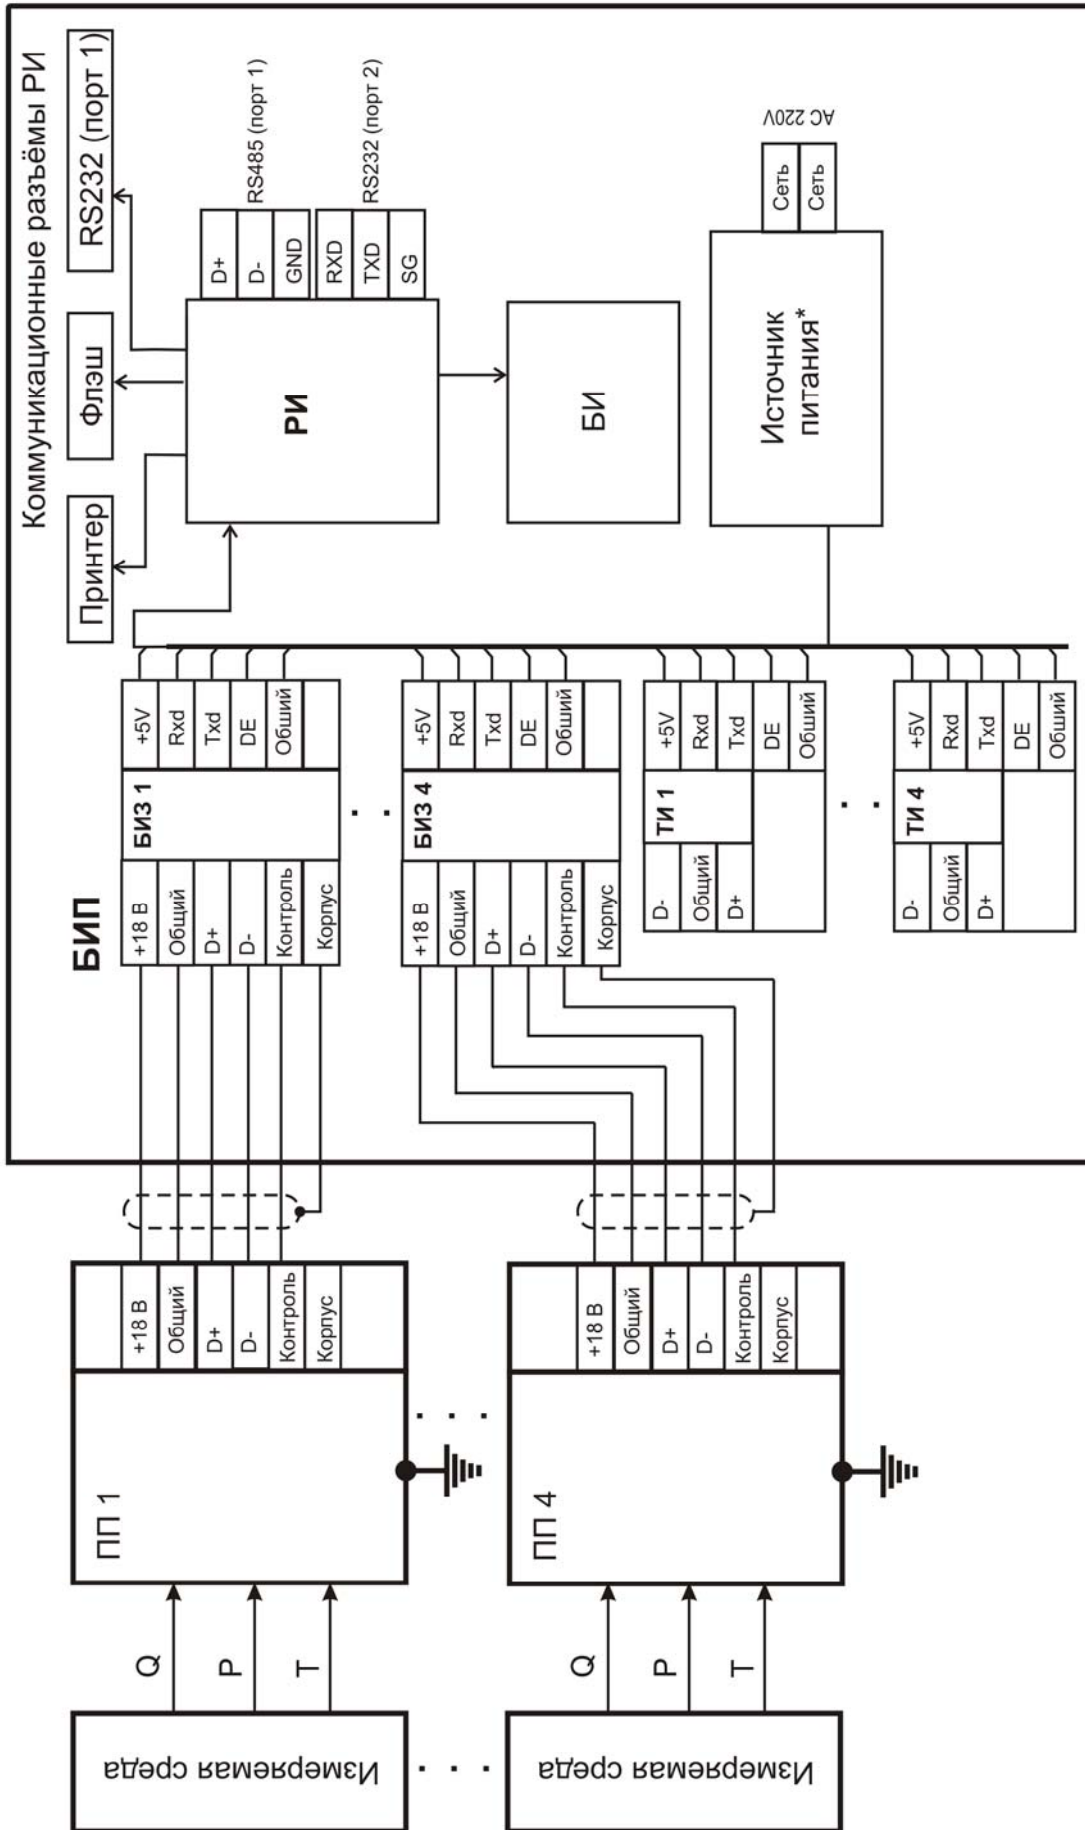 Коммуникационные разъёмы РИ
Принтер
Флэш
RS232 (порт 1)
РИ
D+
D-
GND
RXD
TXD
SG
RS485 (порт 1)
RS232 (порт 2)
БИ
Источник
питания*
Сеть
Сеть
AC 220V
БИП
+18 В
Общий
D+
D-
Контроль
Корпус
БИЗ 1
+5V
Rxd
Txd
DE
Обший
+18 В
Общий
D+
D-
Контроль
Корпус
БИЗ 4
+5V
Rxd
Txd
DE
Обший
D-
Общий
D+
ТИ 1
+5V
Rxd
Txd
DE
Обший
D-
Общий
D+
ТИ 4
+5V
Rxd
Txd
DE
Обший
Измеряемая среда
Q
P
T
ПП 1
+18 В
Общий
D+
D-
Контроль
Корпус
Измеряемая среда
Q
P
T
ПП 4
+18 В
Общий
D+
D-
Контроль
Корпус